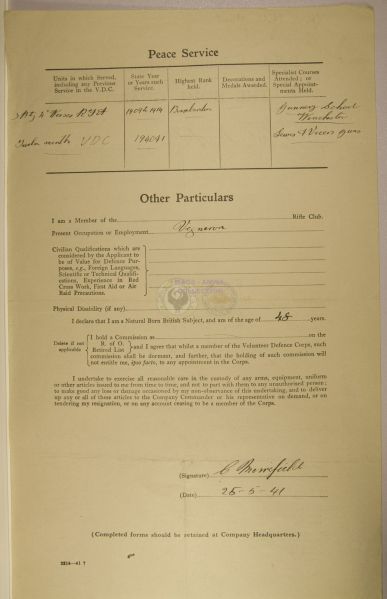 Peace Service
Units in which Served, including any Previous Service in the V.D.C.
State Year or Years such Service.
Highest Rank held.
Decorations and Medals Awarded.
Specialist Courses Attended; or Special Appointments Held.
1909 to 1914
Bombardier
Gunnery School
Twelve months V D C
194041
Lewis & Vicers guns
Other Particulars
I am a Member of the Rifle Club.
Present Occupation or Employment Vigneron
Civilian Qualifications which are
considered by the Applicant to
be of Value for Defence Purposes,
e.g., Foreign Languages,
Scientific or Technical Qualifications,
Experience in Red
Cross Work, First Aid or Air
Raid Precautions.
Physical Disability (if any)
I declare that I am a Natural Born British Subject, and am of the age of 48 years.
Delete if not applicable
I hold a Commission as on the
R. of O.
Retired List
and I agree that whilst a member of the Volunteer Defence Corps, such
commission shall be dormant, and further, that the holding of such commission will
not entitle me, ipso facto, to any appointment in the Corps.
I undertake to exercise all reasonable care in the custody of any arms, equipment, uniform
or other articles issued to me from time to time, and not to part with them to any unauthorised person;
to make good any loss or damage occasioned by my non-observance of this undertaking, and to deliver
up any or all of these articles to the Company Commander or his representative on demand, or on
tendering my resignation, or on any account ceasing to be a member of the Corps.
(Signature) C
(Date) 25-5-41
(Completed forms should be retained at Company Headquarters.)